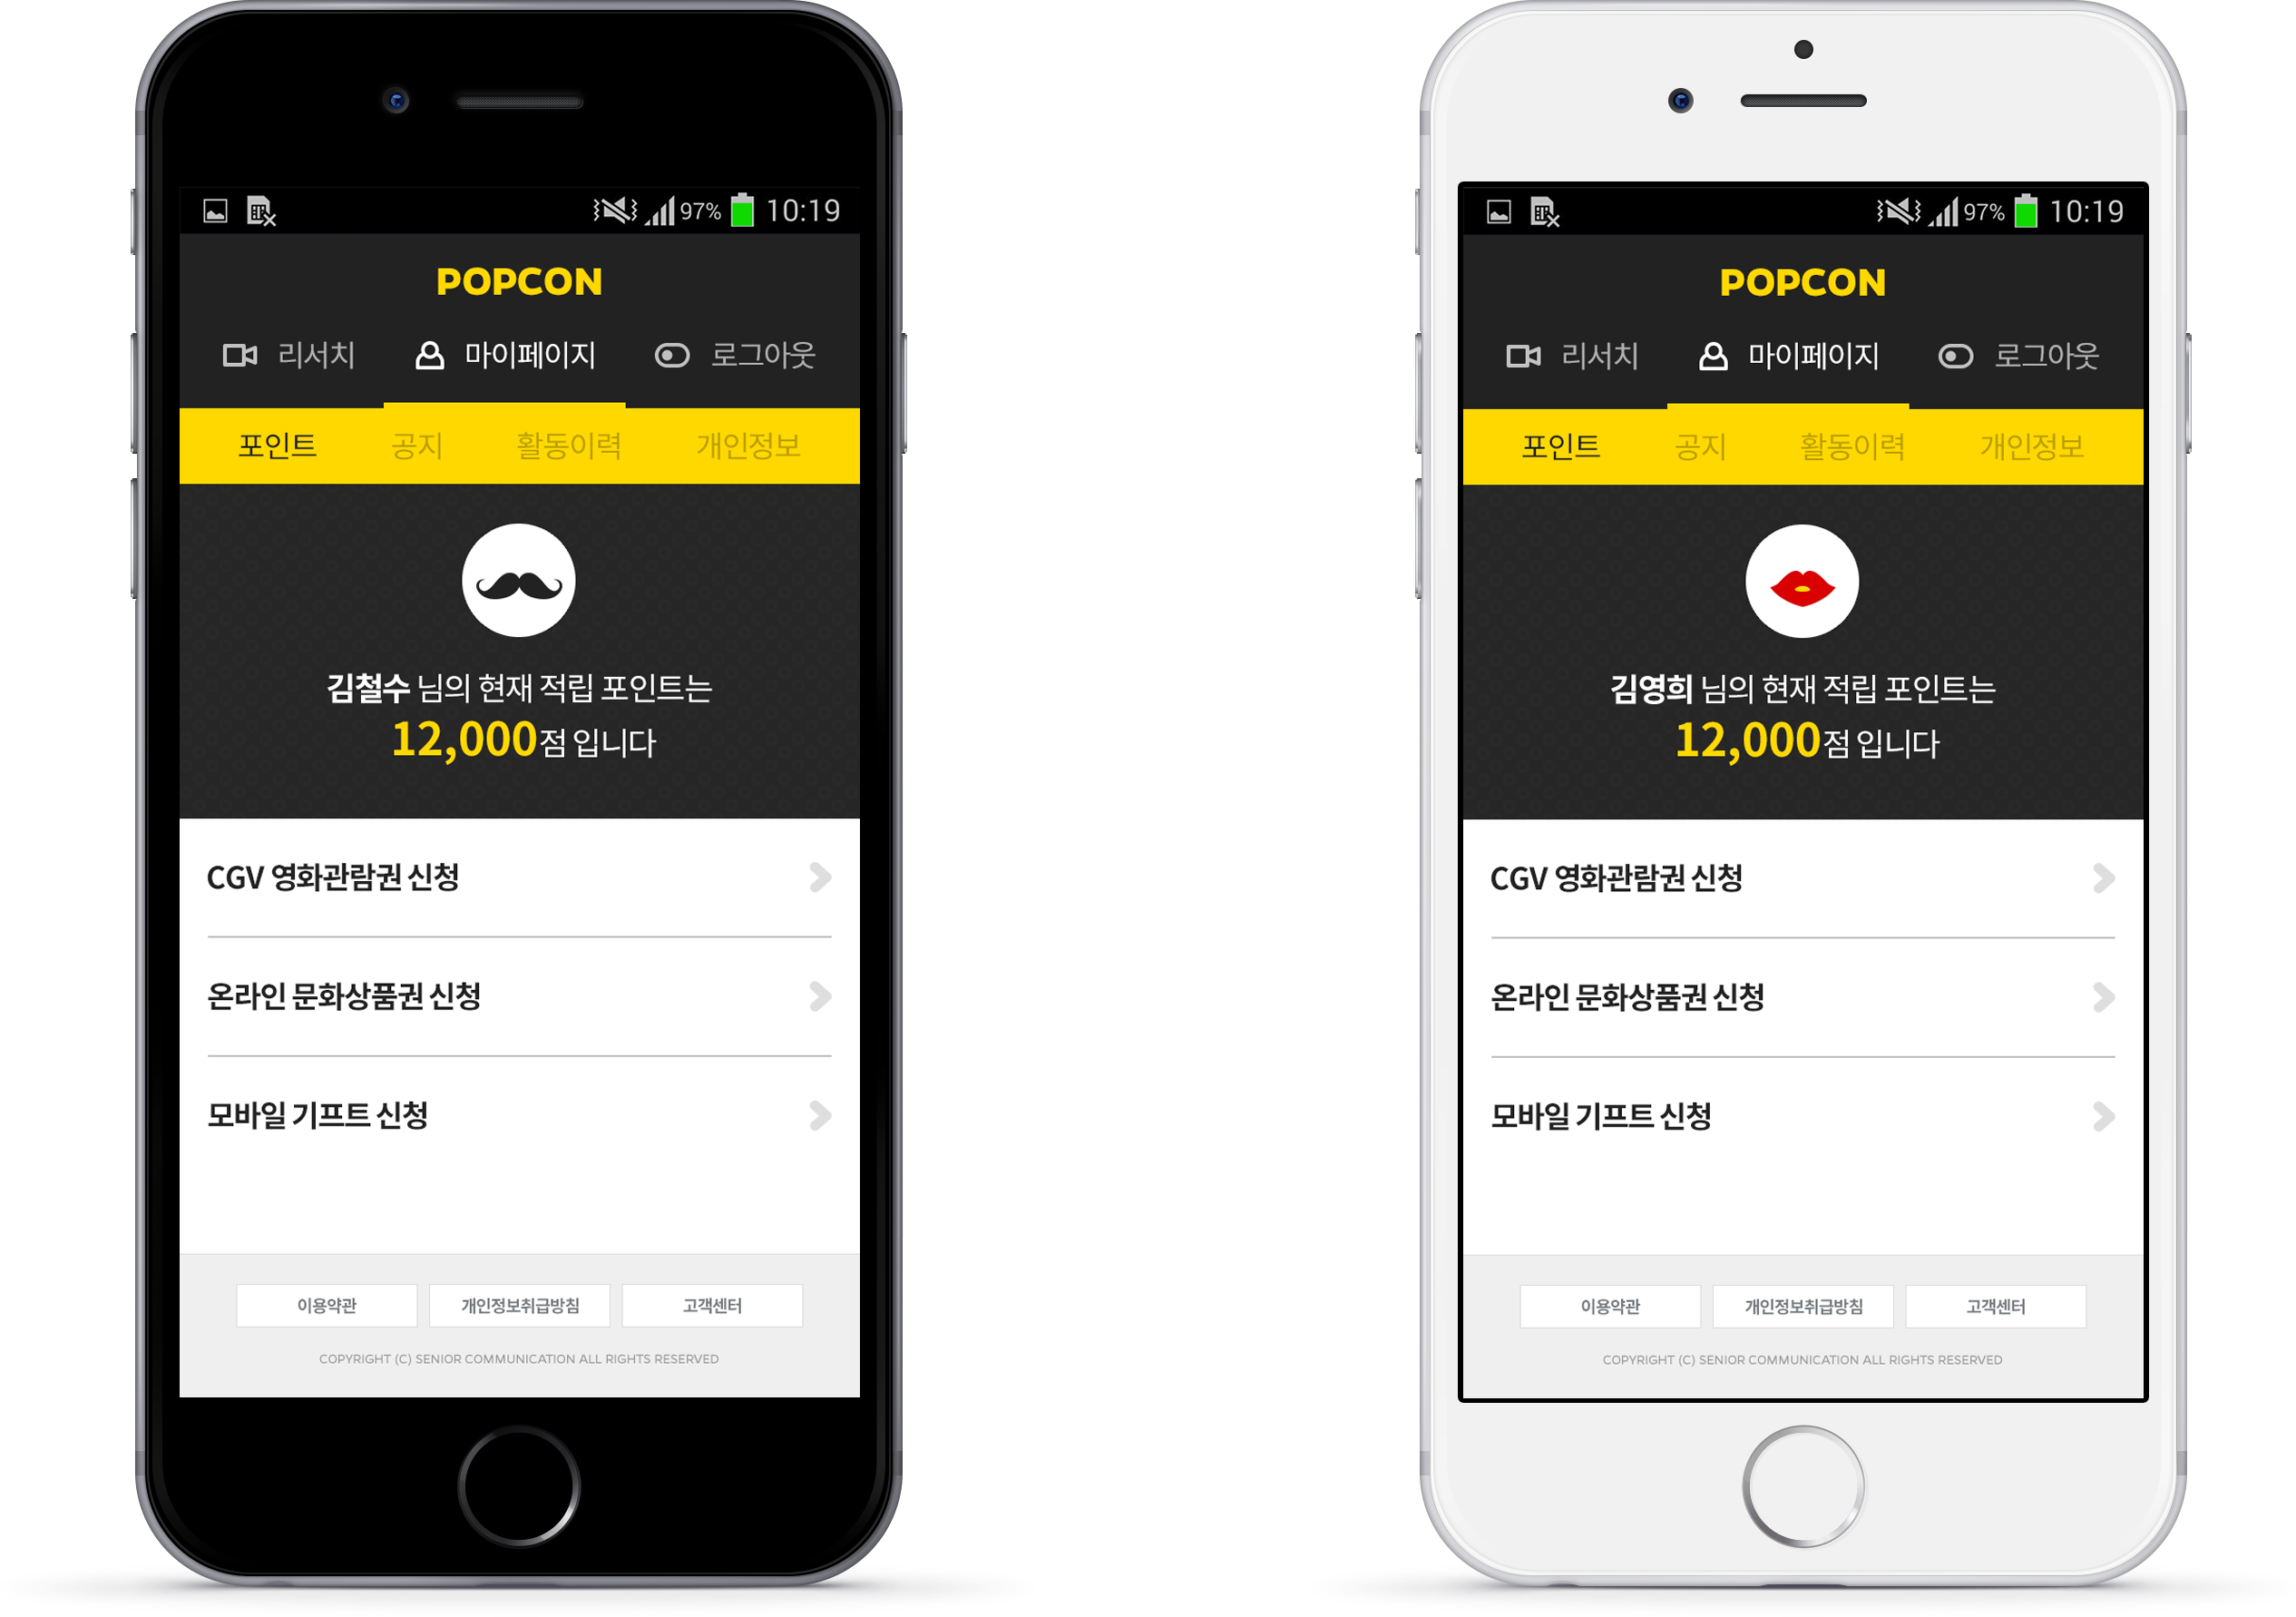 97% 10:19
POPCON
리서치 마이페이지 로그아웃
포인트 공지 활동이력 개인정보
김철수 님의 현재 적립 포인트는
12,000점 입니다
CGV 영화관람권 신청
온라인 문화상품권 신청
모바일 기프트 신청
이용약관 개인정보취급방침 고객센터
COPYRIGHT (C) SENIOR COMMUNICATION ALL RIGHTS RESERVED
97% 10:19
POPCON
리서치 마이페이지 로그아웃
포인트 공지 활동이력 개인정보
김영희 님의 현재 적립 포인트는
12,000점 입니다
CGV 영화관람권 신청
온라인 문화상품권 신청
모바일 기프트 신청
이용약관 개인정보취급방침 고객센터
COPYRIGHT (C) SENIOR COMMUNICATION ALL RIGHTS RESERVED